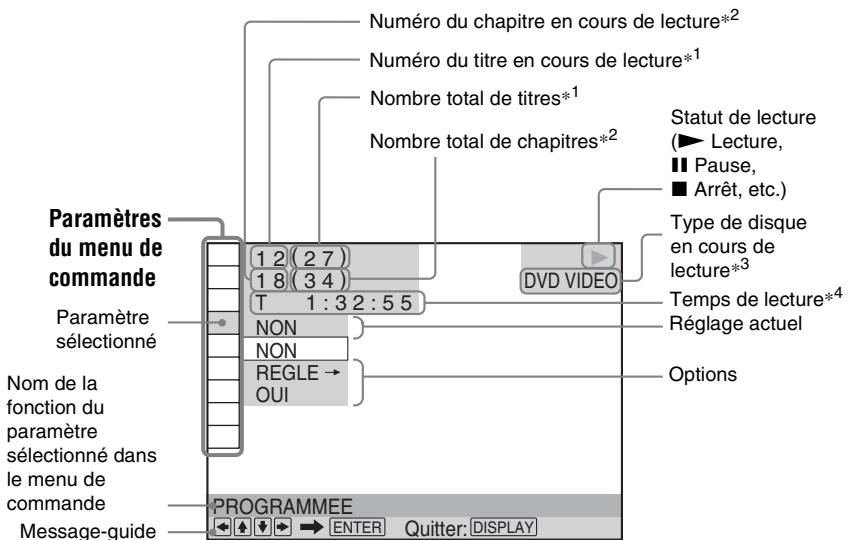 Numéro du chapitre en cours de lecture*2
Numéro du titre en cours de lecture*1
Nombre total de titres*1
Nombre total de chapitres*2
Statut de lecture
(► Lecture,
❚❚ Pause,
■ Arrêt, etc.)
Type de disque
en cours de
lecture*3
Temps de lecture*4
Réglage actuel
Options
Paramètres
du menu de
commande
Paramètre
sélectionné
Nom de la
fonction du
paramètre
sélectionné dans
le menu de
commande
Message-guide
12(27)
18(34)
T 1:32:55
DVD VIDEO
NON
NON
REGLE →
OUI
PROGRAMMEE
←↑↓→ ➡ ENTER Quitter: DISPLAY